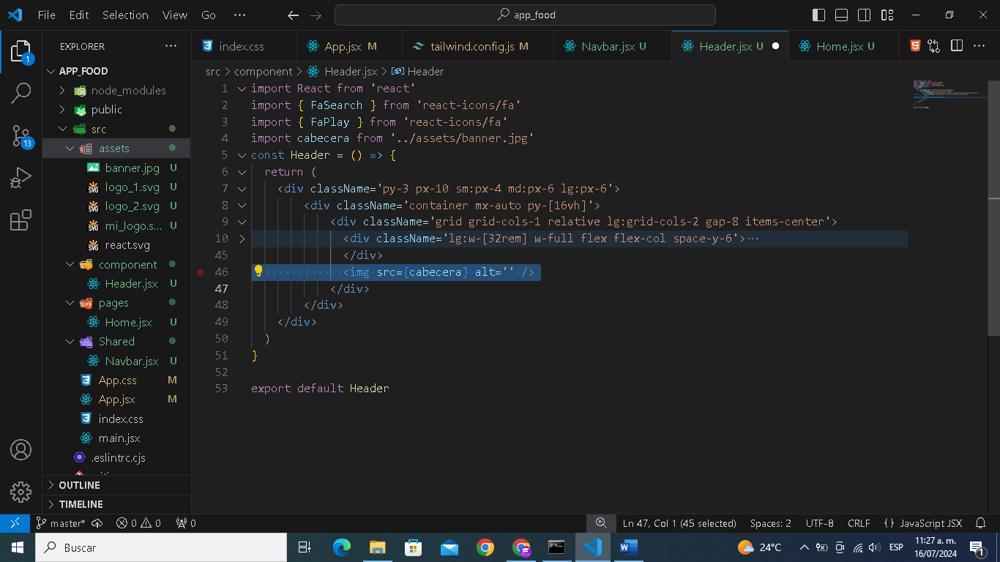 File Edit Selection View Go ··· app_food
EXPLORER ···
index.css App.jsx M tailwind.config.js M Navbar.jsx U Header.jsx U Home.jsx U ···
src > component > Header.jsx > Header
APP_FOOD
node_modules
public
src
assets
banner.jpg U
logo_1.svg U
logo_2.svg U
mi_logo.s... U
react.svg
component
Header.jsx U
pages
Home.jsx U
Shared
Navbar.jsx U
App.css M
App.jsx M
index.css
main.jsx
.eslintrc.cjs
OUTLINE
TIMELINE
1
13
1 import React from 'react'
2 import { FaSearch } from 'react-icons/fa'
3 import { FaPlay } from 'react-icons/fa'
4 import cabecera from '../assets/banner.jpg'
5 const Header = () => {
6 return (
7 <div className='py-3 px-10 sm:px-4 md:px-6 lg:px-6'>
8 <div className='container mx-auto py-[16vh]'>
9 <div className='grid grid-cols-1 relative lg:grid-cols-2 gap-8 items-center'>
10 <div className='lg:w-[32rem] w-full flex flex-col space-y-6'>···
45 </div>
46 <img src={cabecera} alt='' />
47 </div>
48 </div>
49 </div>
50 )
51 }
52
53 export default Header
master* 0 0 0 Ln 47, Col 1 (45 selected) Spaces: 2 UTF-8 CRLF {} JavaScript JSX
Buscar 24°C ESP 11:27 a. m.
16/07/2024 1